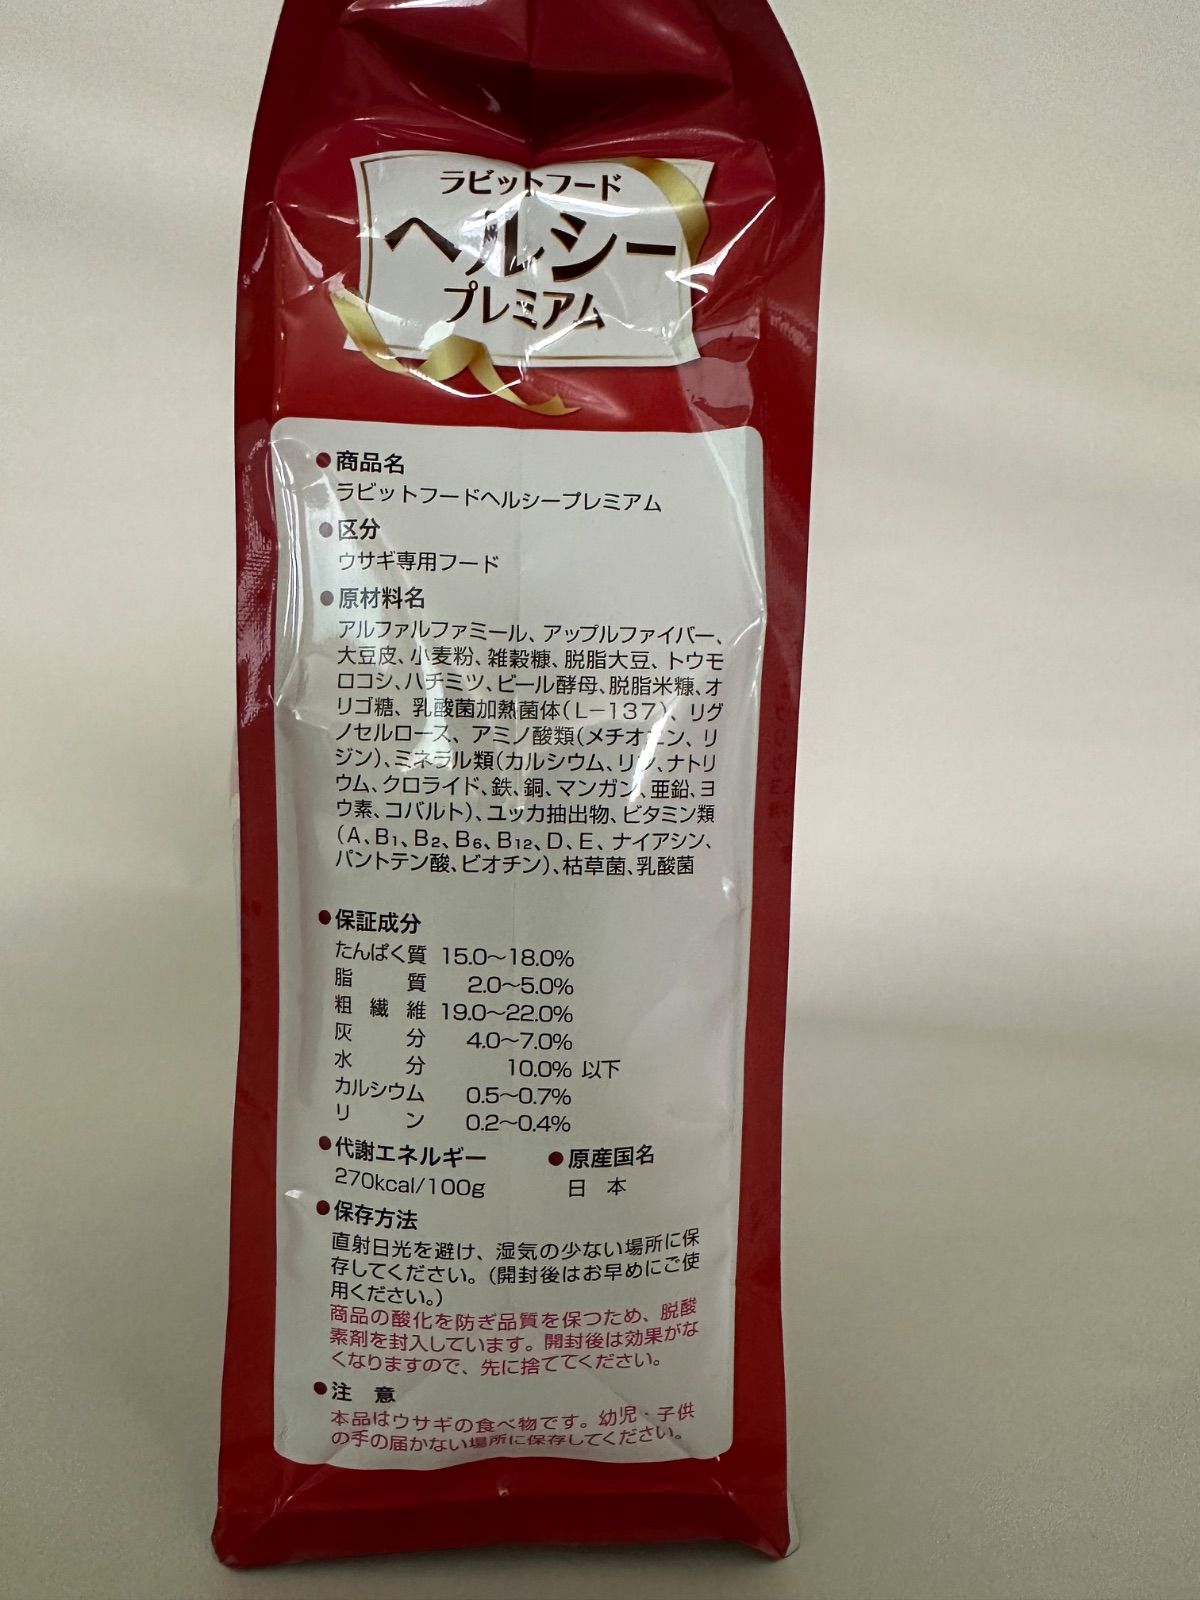 ラビットフード
ヘルシー
プレミアム
●商品名
ラビットフードヘルシープレミアム
●区分
ウサギ専用フード
●原材料名
アルファルファミール、アップルファイバー、
大豆皮、小麦粉、雑穀糠、脱脂大豆、トウモ
ロコシ、ハチミツ、ビール酵母、脱脂米糠、オ
リゴ糖、乳酸菌加熱菌体(L-137)、リグ
ノセルロース、アミノ酸類(メチオニン、リ
ジン)、ミネラル類(カルシウム、リン、ナトリ
ウム、クロライド、鉄、銅、マンガン、亜鉛、ヨ
ウ素、コバルト)、ユッカ抽出物、ビタミン類
(A、B₁、B₂、B₆、B₁₂、D、E、ナイアシン、
パントテン酸、ビオチン)、枯草菌、乳酸菌
●保証成分
たんぱく質 15.0〜18.0%
脂質 2.0〜5.0%
粗繊維 19.0〜22.0%
灰分 4.0〜7.0%
水分 10.0% 以下
カルシウム 0.5〜0.7%
リン 0.2〜0.4%
●代謝エネルギー ●原産国名
270kcal/100g 日本
●保存方法
直射日光を避け、湿気の少ない場所に保
存してください。(開封後はお早めにご使
用ください。)
商品の酸化を防ぎ品質を保つため、脱酸
素剤を封入しています。開封後は効果がな
くなりますので、先に捨ててください。
●注意
本品はウサギの食べ物です。幼児・子供
の手の届かない場所に保存してください。